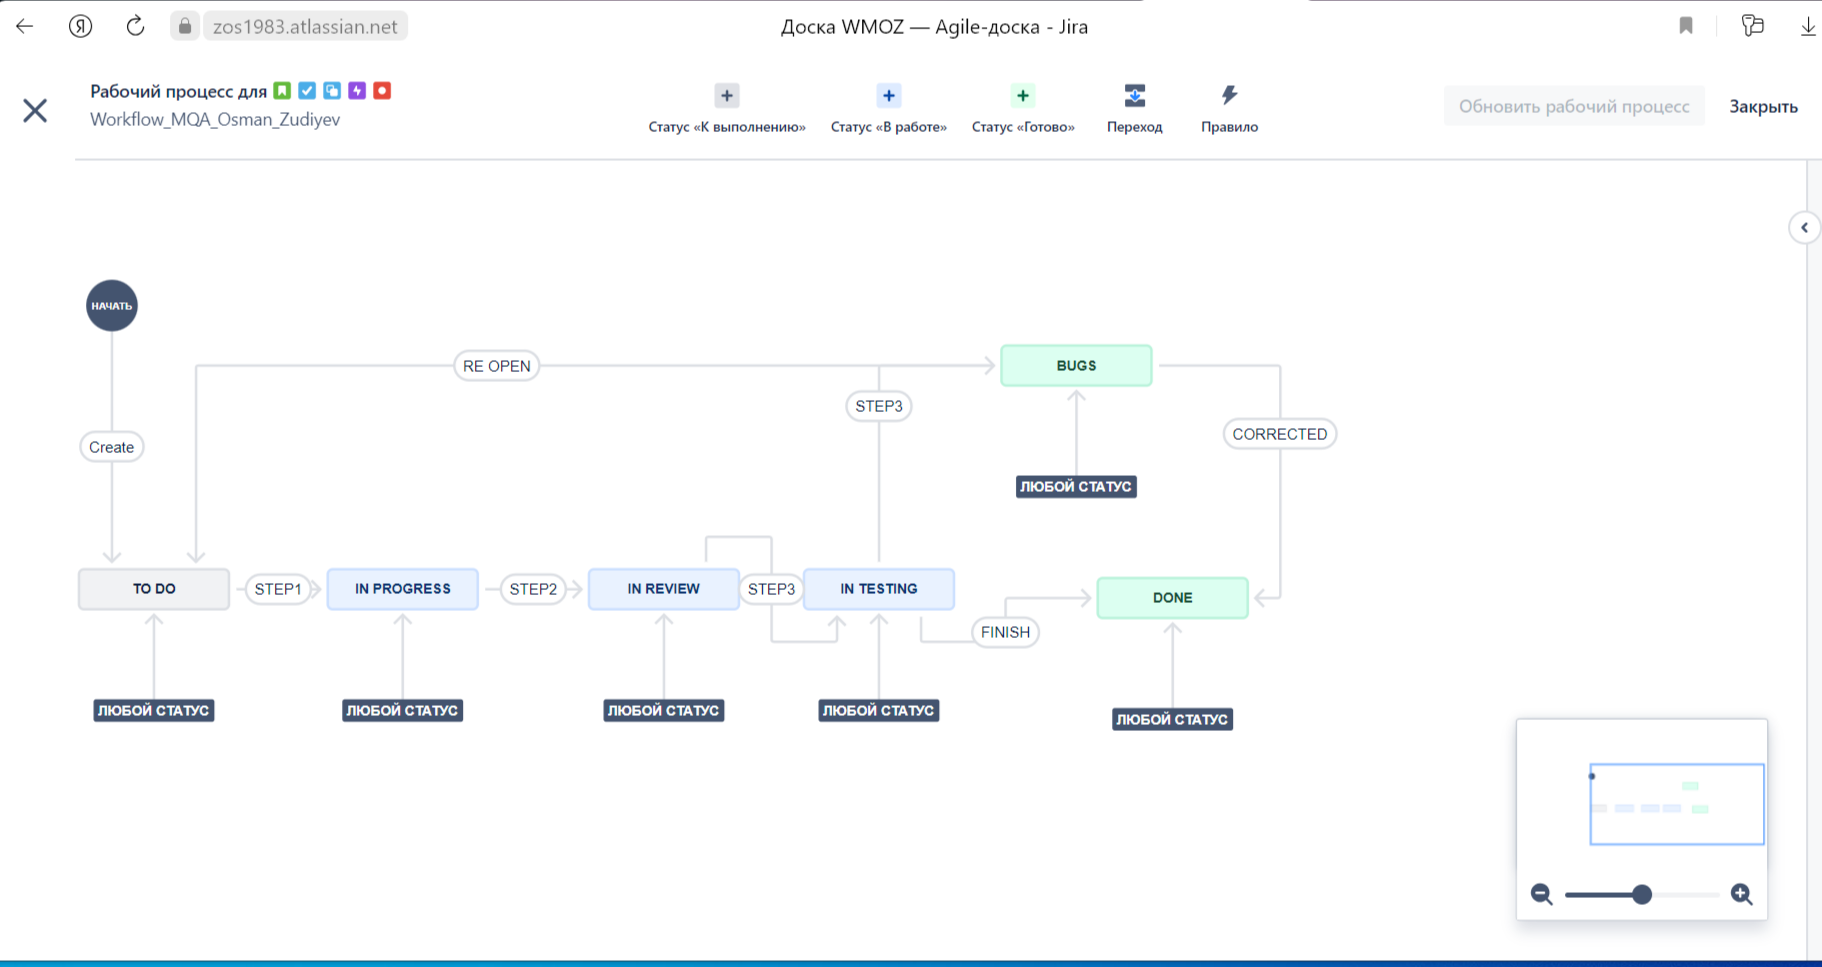 zos1983.atlassian.net
Доска WMOZ — Agile-доска - Jira
Рабочий процесс для
Workflow_MQA_Osman_Zudiyev
Статус «К выполнению»
Статус «В работе»
Статус «Готово»
Переход
Правило
Обновить рабочий процесс
Закрыть
НАЧАТЬ
RE OPEN
BUGS
STEP3
CORRECTED
Create
ЛЮБОЙ СТАТУС
TO DO
STEP1
IN PROGRESS
STEP2
IN REVIEW
STEP3
IN TESTING
DONE
FINISH
ЛЮБОЙ СТАТУС
ЛЮБОЙ СТАТУС
ЛЮБОЙ СТАТУС
ЛЮБОЙ СТАТУС
ЛЮБОЙ СТАТУС